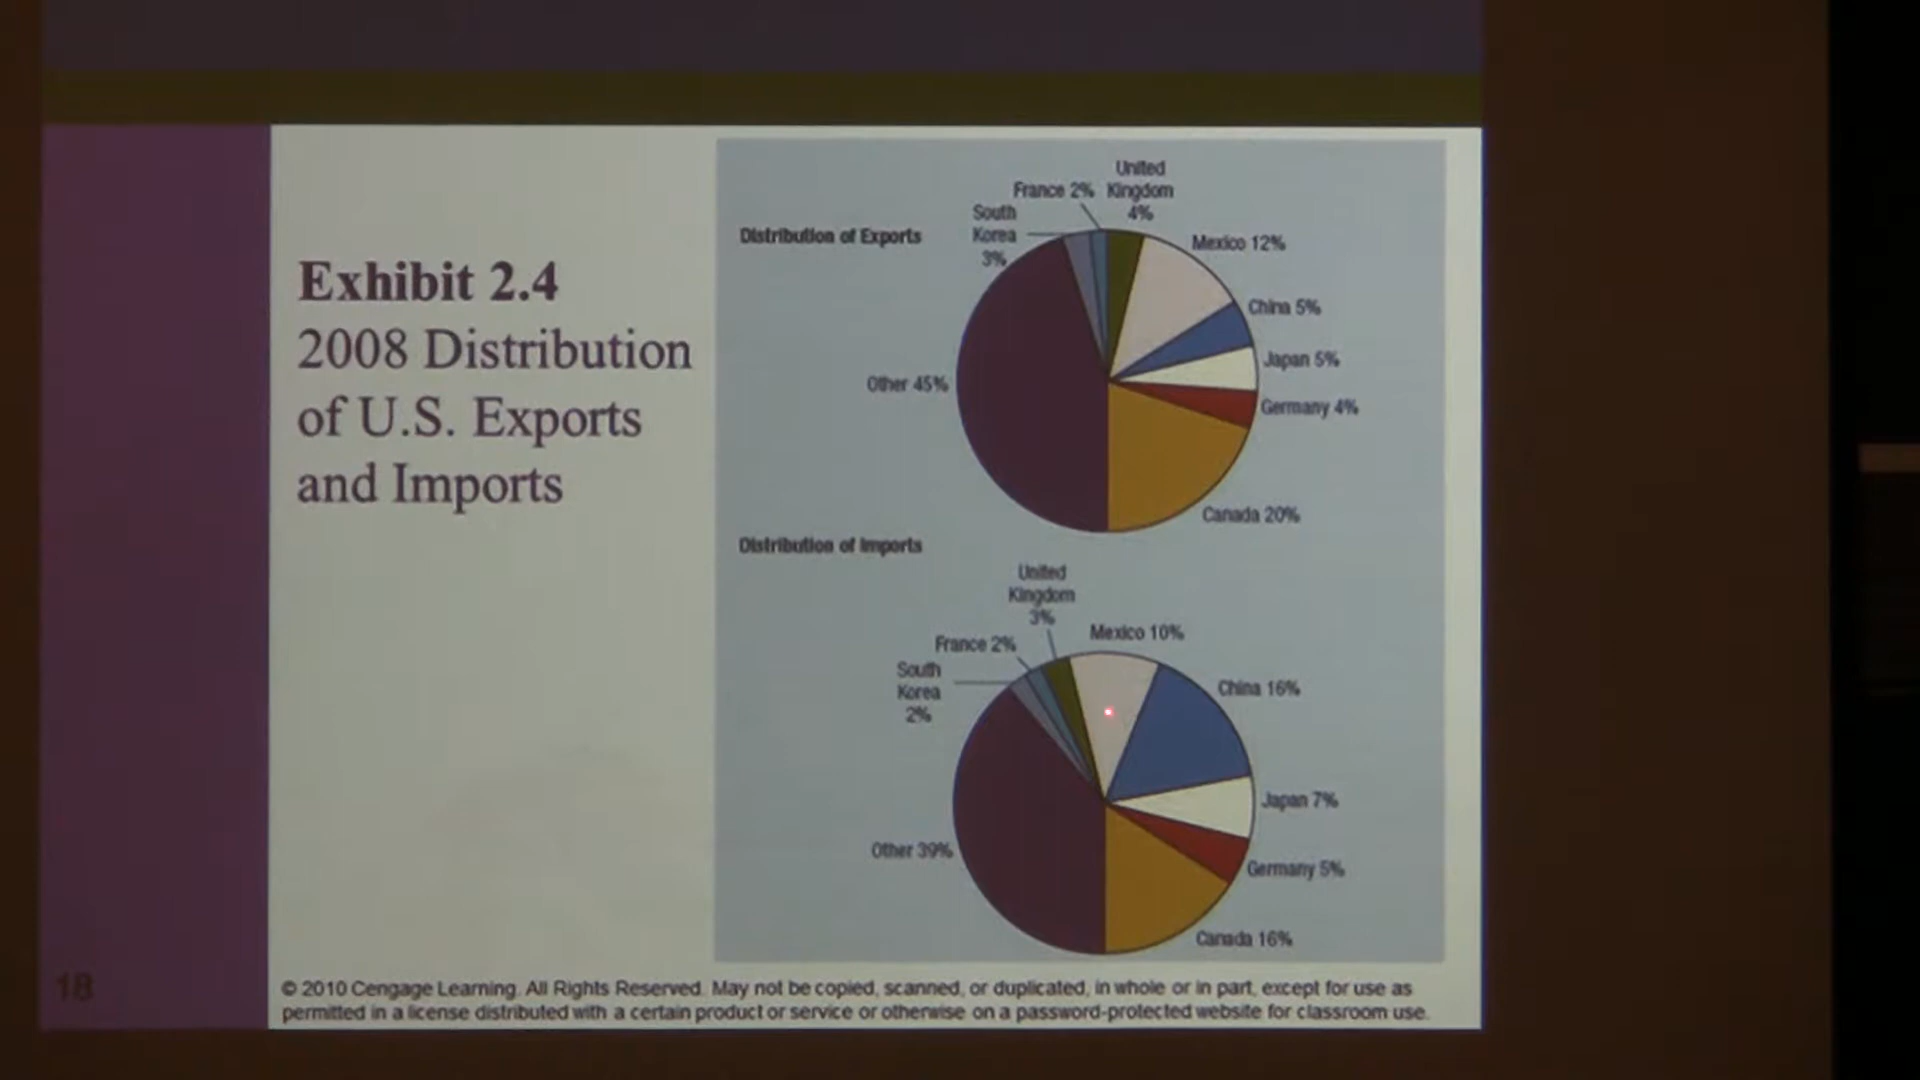 Exhibit 2.4
2008 Distribution
of U.S. Exports
and Imports
Distribution of Exports
South
Korea
3%
France 2%
United
Kingdom
4%
Mexico 12%
China 5%
Japan 5%
Germany 4%
Canada 20%
Other 45%
Distribution of Imports
South
Korea
2%
France 2%
United
Kingdom
3%
Mexico 10%
China 16%
Japan 7%
Germany 5%
Canada 16%
Other 39%
18
© 2010 Cengage Learning. All Rights Reserved. May not be copied, scanned, or duplicated, in whole or in part, except for use as
permitted in a license distributed with a certain product or service or otherwise on a password-protected website for classroom use.